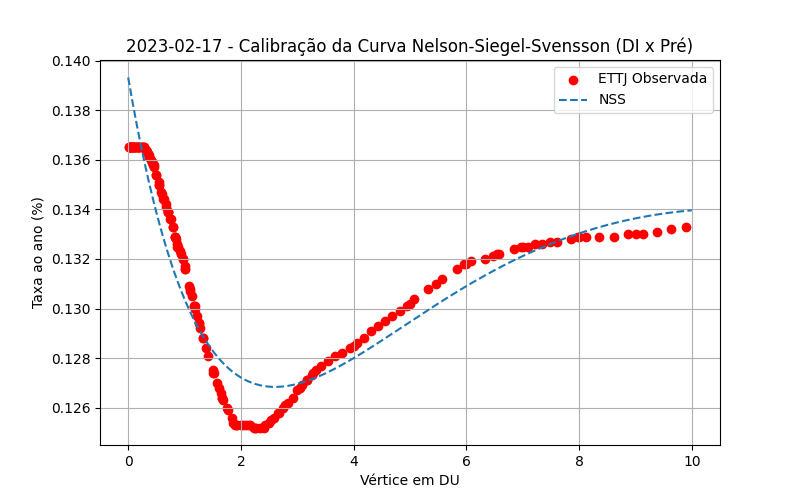 2023-02-17 - Calibração da Curva Nelson-Siegel-Svensson (DI x Pré)
ETTJ Observada
NSS
Taxa ao ano (%)
0.140
0.138
0.136
0.134
0.132
0.130
0.128
0.126
0
2
4
6
8
10
Vértice em DU